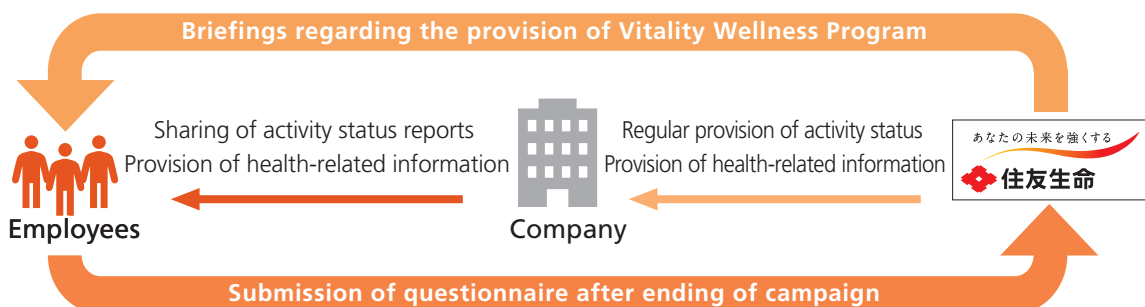 Briefings regarding the provision of Vitality Wellness Program
Sharing of activity status reports
Provision of health-related information
Regular provision of activity status
Provision of health-related information
あなたの未来を強くする
住友生命
Employees
Company
Submission of questionnaire after ending of campaign